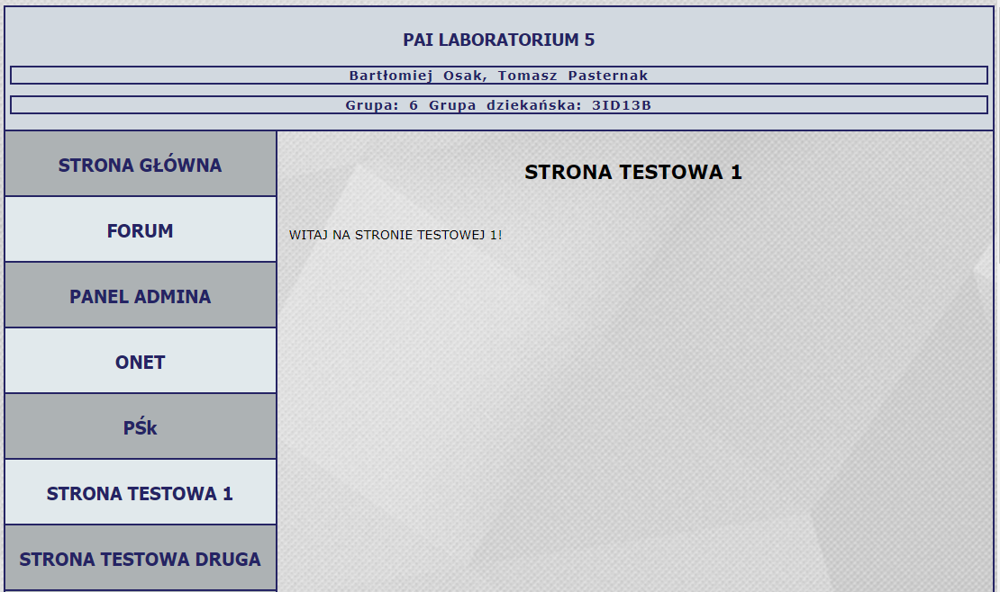 PAI LABORATORIUM 5
Bartłomiej Osak, Tomasz Pasternak
Grupa: 6 Grupa dziekańska: 3ID13B
STRONA GŁÓWNA
FORUM
PANEL ADMINA
ONET
PŚk
STRONA TESTOWA 1
STRONA TESTOWA DRUGA
STRONA TESTOWA 1
WITAJ NA STRONIE TESTOWEJ 1!